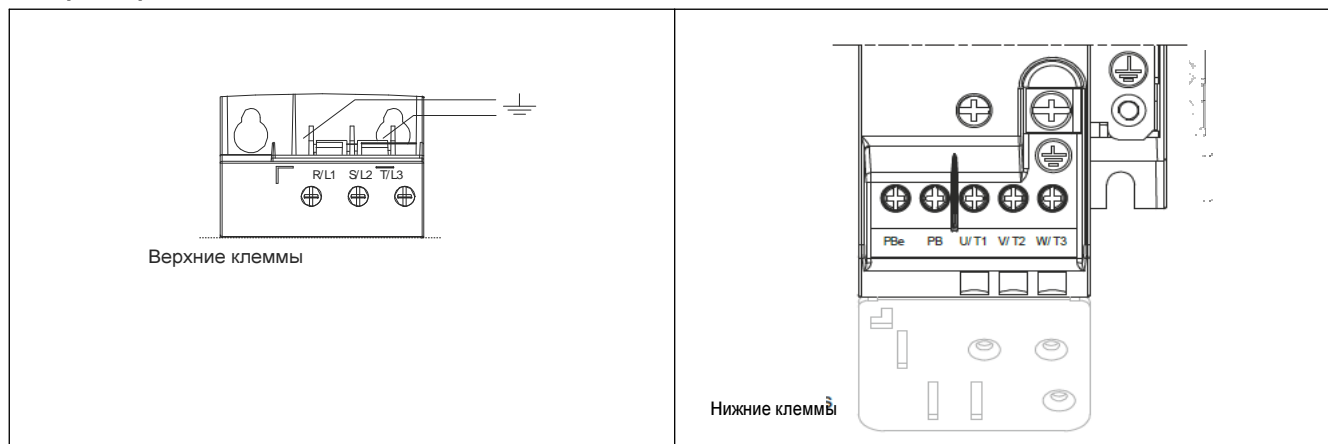 R/L1 S/L2 T/L3
Верхние клеммы
PBe PB U/T1 V/T2 W/T3
Нижние клеммы